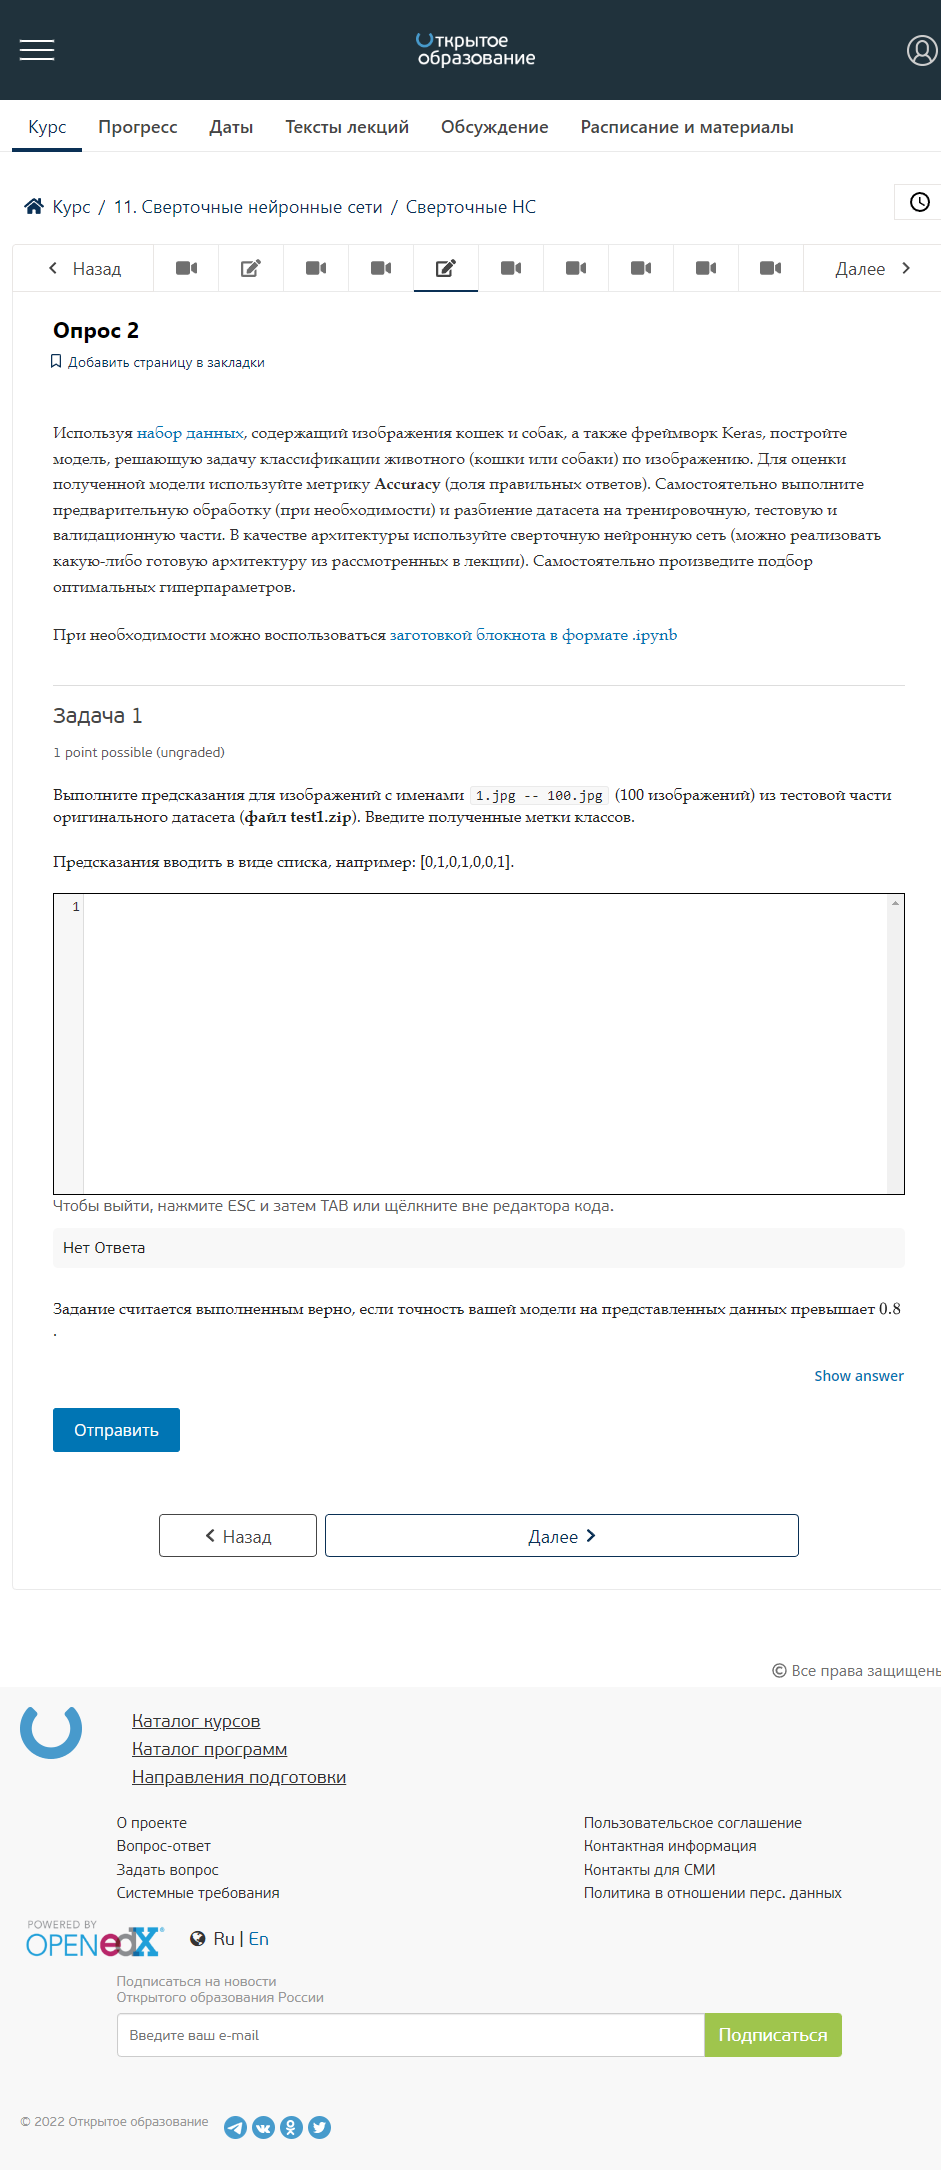 Открытое
образование
Курс Прогресс Даты Тексты лекций Обсуждение Расписание и материалы
Курс / 11. Сверточные нейронные сети / Сверточные НС
Назад Далее
Опрос 2
Добавить страницу в закладки
Используя набор данных, содержащий изображения кошек и собак, а также фреймворк Keras, постройте
модель, решающую задачу классификации животного (кошки или собаки) по изображению. Для оценки
полученной модели используйте метрику Accuracy (доля правильных ответов). Самостоятельно выполните
предварительную обработку (при необходимости) и разбиение датасета на тренировочную, тестовую и
валидационную части. В качестве архитектуры используйте сверточную нейронную сеть (можно реализовать
какую-либо готовую архитектуру из рассмотренных в лекции). Самостоятельно произведите подбор
оптимальных гиперпараметров.
При необходимости можно воспользоваться заготовкой блокнота в формате .ipynb
Задача 1
1 point possible (ungraded)
Выполните предсказания для изображений с именами 1.jpg -- 100.jpg (100 изображений) из тестовой части
оригинального датасета (файл test1.zip). Введите полученные метки классов.
Предсказания вводить в виде списка, например: [0,1,0,1,0,0,1].
1
Чтобы выйти, нажмите ESC и затем TAB или щёлкните вне редактора кода.
Нет Ответа
Задание считается выполненным верно, если точность вашей модели на представленных данных превышает 0.8
.
Show answer
Отправить
Назад Далее
© Все права защищены
Каталог курсов
Каталог программ
Направления подготовки
О проекте Пользовательское соглашение
Вопрос-ответ Контактная информация
Задать вопрос Контакты для СМИ
Системные требования Политика в отношении перс. данных
POWERED BY
OPENedX Ru | En
Подписаться на новости
Открытого образования России
Введите ваш e-mail Подписаться
© 2022 Открытое образование